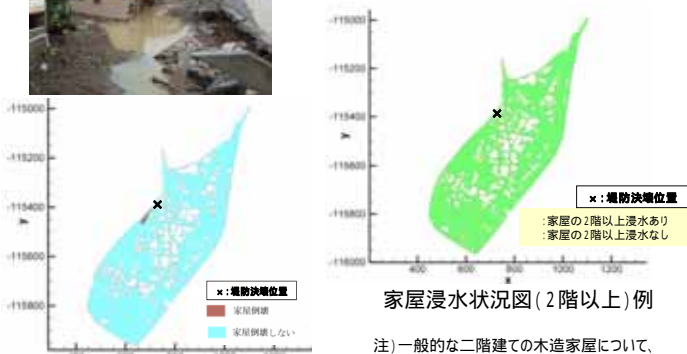 -115000
-115200
-115400
y
-115600
-115800
×:堤防決壊位置
家屋倒壊
家屋倒壊しない
-115000
-115200
-115400
y
-115600
-115800
-116000
400 600 800 1000 1200
x
×:堤防決壊位置
:家屋の2階以上浸水あり
:家屋の2階以上浸水なし
家屋浸水状況図(2階以上)例
注)一般的な二階建ての木造家屋について、